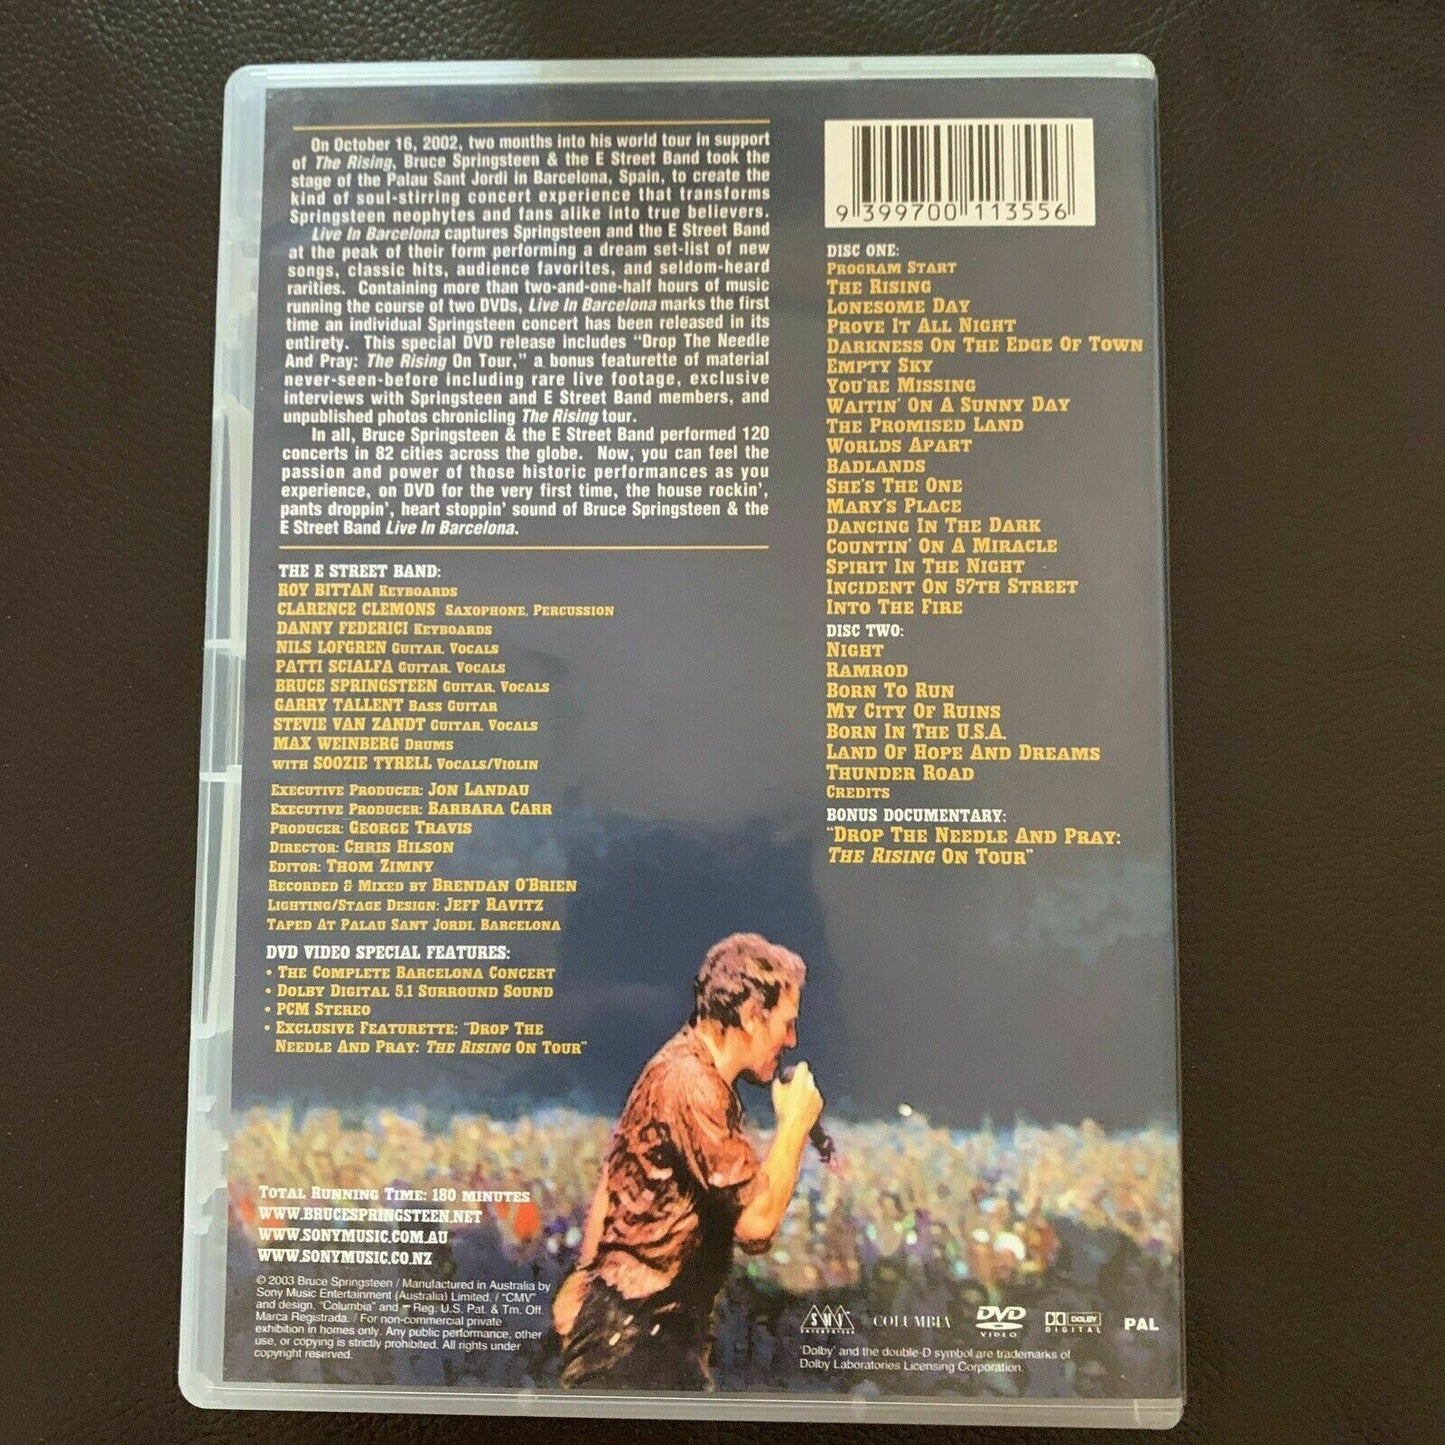 On October 16, 2002, two months into his world tour in support
of The Rising, Bruce Springsteen & the E Street Band took the
stage of the Palau Sant Jordi in Barcelona, Spain, to create the
kind of soul-stirring concert experience that transforms
Springsteen neophytes and fans alike into true believers.
Live In Barcelona captures Springsteen and the E Street Band
at the peak of their form performing a dream set-list of new
songs, classic hits, audience favorites, and seldom-heard
rarities. Containing more than two-and-one-half hours of music
running the course of two DVDs, Live In Barcelona marks the first
time an individual Springsteen concert has been released in its
entirety. This special DVD release includes "Drop The Needle
And Pray: The Rising On Tour," a bonus featurette of material
never-seen-before including rare live footage, exclusive
interviews with Springsteen and E Street Band members, and
unpublished photos chronicling The Rising tour.
In all, Bruce Springsteen & the E Street Band performed 120
concerts in 82 cities across the globe. Now, you can feel the
passion and power of those historic performances as you
experience, on DVD for the very first time, the house rockin',
pants droppin', heart stoppin' sound of Bruce Springsteen & the
E Street Band Live In Barcelona.
THE E STREET BAND:
ROY BITTAN KEYBOARDS
CLARENCE CLEMONS SAXOPHONE, PERCUSSION
DANNY FEDERICI KEYBOARDS
NILS LOFGREN GUITAR, VOCALS
PATTI SCIALFA GUITAR, VOCALS
BRUCE SPRINGSTEEN GUITAR, VOCALS
GARRY TALLENT BASS GUITAR
STEVIE VAN ZANDT GUITAR, VOCALS
MAX WEINBERG DRUMS
WITH SOOZIE TYRELL VOCALS/VIOLIN
EXECUTIVE PRODUCER: JON LANDAU
EXECUTIVE PRODUCER: BARBARA CARR
PRODUCER: GEORGE TRAVIS
DIRECTOR: CHRIS HILSON
EDITOR: THOM ZIMNY
RECORDED & MIXED BY BRENDAN O'BRIEN
LIGHTING/STAGE DESIGN: JEFF RAVITZ
TAPED AT PALAU SANT JORDI, BARCELONA
DVD VIDEO SPECIAL FEATURES:
• THE COMPLETE BARCELONA CONCERT
• DOLBY DIGITAL 5.1 SURROUND SOUND
• PCM STEREO
• EXCLUSIVE FEATURETTE: "DROP THE
NEEDLE AND PRAY: THE RISING ON TOUR"
TOTAL RUNNING TIME: 180 MINUTES
WWW.BRUCESPRINGSTEEN.NET
WWW.SONYMUSIC.COM.AU
WWW.SONYMUSIC.CO.NZ
© 2003 Bruce Springsteen / Manufactured in Australia by
Sony Music Entertainment (Australia) Limited. / "CMV"
and design, "Columbia" and Reg. U.S. Pat. & Tm. Off.
Marca Registrada. / For non-commercial private
exhibition in homes only. Any public performance, other
use, or copying is strictly prohibited. All rights under
copyright reserved.
9 399700 113556
DISC ONE:
PROGRAM START
THE RISING
LONESOME DAY
PROVE IT ALL NIGHT
DARKNESS ON THE EDGE OF TOWN
EMPTY SKY
YOU'RE MISSING
WAITIN' ON A SUNNY DAY
THE PROMISED LAND
WORLDS APART
BADLANDS
SHE'S THE ONE
MARY'S PLACE
DANCING IN THE DARK
COUNTIN' ON A MIRACLE
SPIRIT IN THE NIGHT
INCIDENT ON 57TH STREET
INTO THE FIRE
DISC TWO:
NIGHT
RAMROD
BORN TO RUN
MY CITY OF RUINS
BORN IN THE U.S.A.
LAND OF HOPE AND DREAMS
THUNDER ROAD
CREDITS
BONUS DOCUMENTARY:
"DROP THE NEEDLE AND PRAY:
THE RISING ON TOUR"
SMV ENTERPRISES COLUMBIA DVD VIDEO DOLBY DIGITAL PAL
'Dolby' and the double-D symbol are trademarks of
Dolby Laboratories Licensing Corporation.